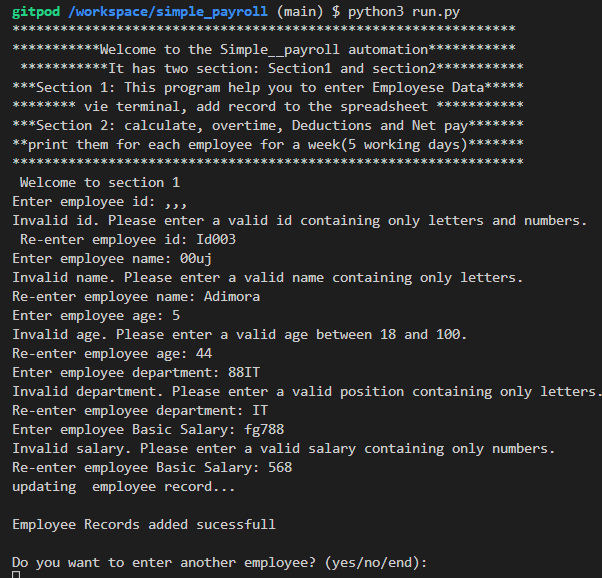 gitpod /workspace/simple_payroll (main) $ python3 run.py
***************************************************************
***********Welcome to the Simple__payroll automation***********
***********It has two section: Section1 and section2***********
***Section 1: This program help you to enter Employese Data*****
******** vie terminal, add record to the spreadsheet ***********
***Section 2: calculate, overtime, Deductions and Net pay*******
**print them for each employee for a week(5 working days)*******
****************************************************************
Welcome to section 1
Enter employee id: ,,,
Invalid id. Please enter a valid id containing only letters and numbers.
Re-enter employee id: Id003
Enter employee name: 00uj
Invalid name. Please enter a valid name containing only letters.
Re-enter employee name: Adimora
Enter employee age: 5
Invalid age. Please enter a valid age between 18 and 100.
Re-enter employee age: 44
Enter employee department: 88IT
Invalid department. Please enter a valid position containing only letters.
Re-enter employee department: IT
Enter employee Basic Salary: fg788
Invalid salary. Please enter a valid salary containing only numbers.
Re-enter employee Basic Salary: 568
updating  employee record...
Employee Records added sucessfull
Do you want to enter another employee? (yes/no/end):